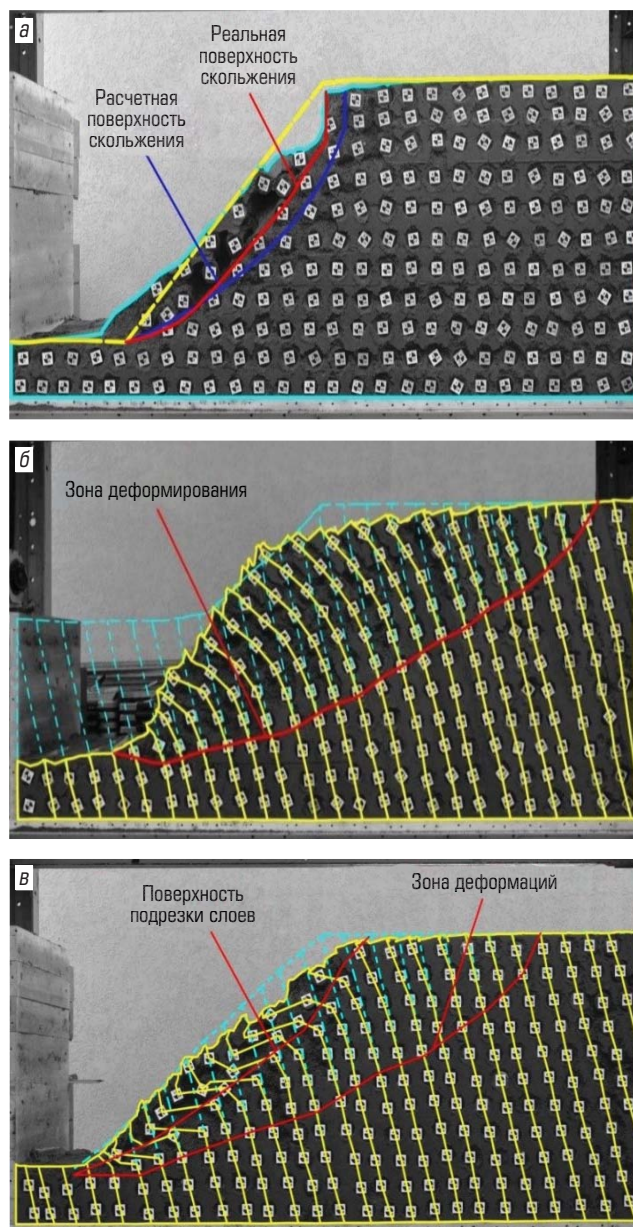 а
Реальная
поверхность
скольжения
Расчетная
поверхность
скольжения
б
Зона деформирования
в
Поверхность
подрезки слоев
Зона деформаций